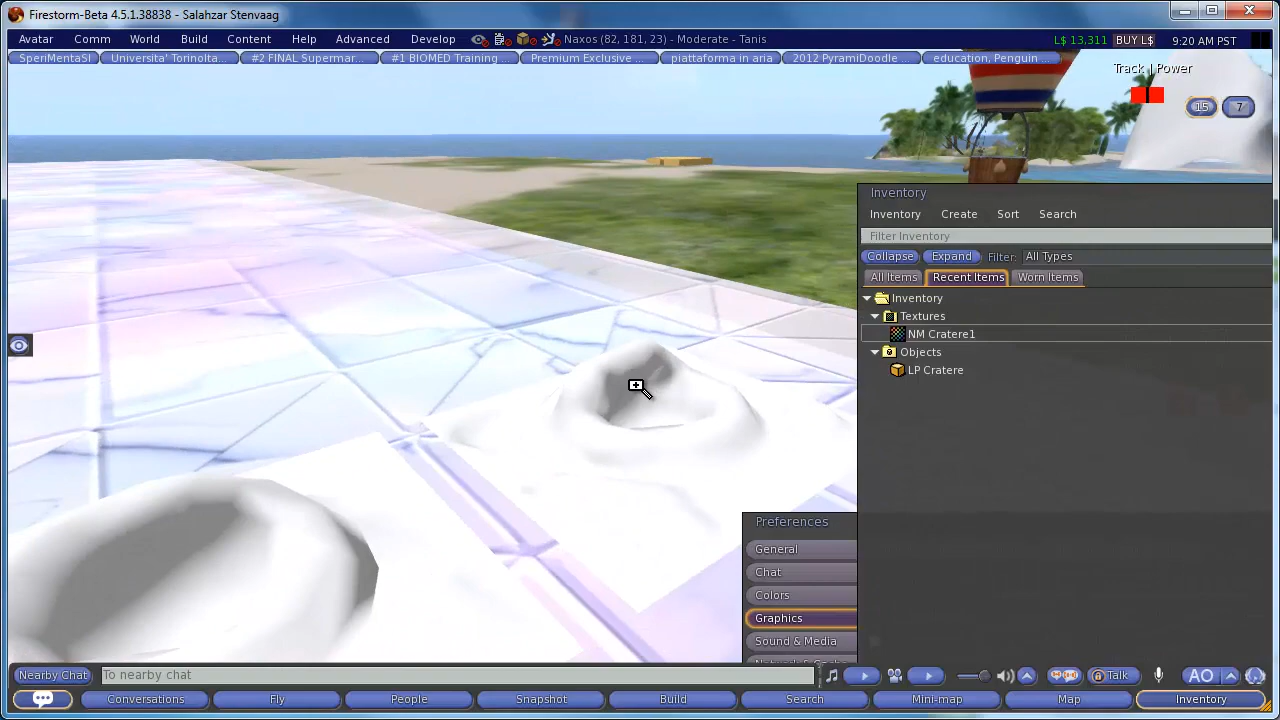 Firestorm-Beta 4.5.1.38838 - Salahzar Stenvaag
Avatar Comm World Build Content Help Advanced Develop Naxos (82, 181, 23) - Moderate - Tanis L$ 13,311 BUY L$ 9:20 AM PST
SperiMentaSI Universita' Torinolta... #2 FINAL Supermar... #1 BIOMED Training ... Premium Exclusive ... piattaforma in aria 2012 PyramiDoodle ... education, Penguin ...
Track | Power
15 7
Inventory
Inventory Create Sort Search
Filter Inventory
Collapse Expand Filter: All Types
All Items Recent Items Worn Items
Inventory
Textures
NM Cratere1
Objects
LP Cratere
Preferences
General
Chat
Colors
Graphics
Sound & Media
Nearby Chat To nearby chat Talk AO
Conversations Fly People Snapshot Build Search Mini-map Map Inventory